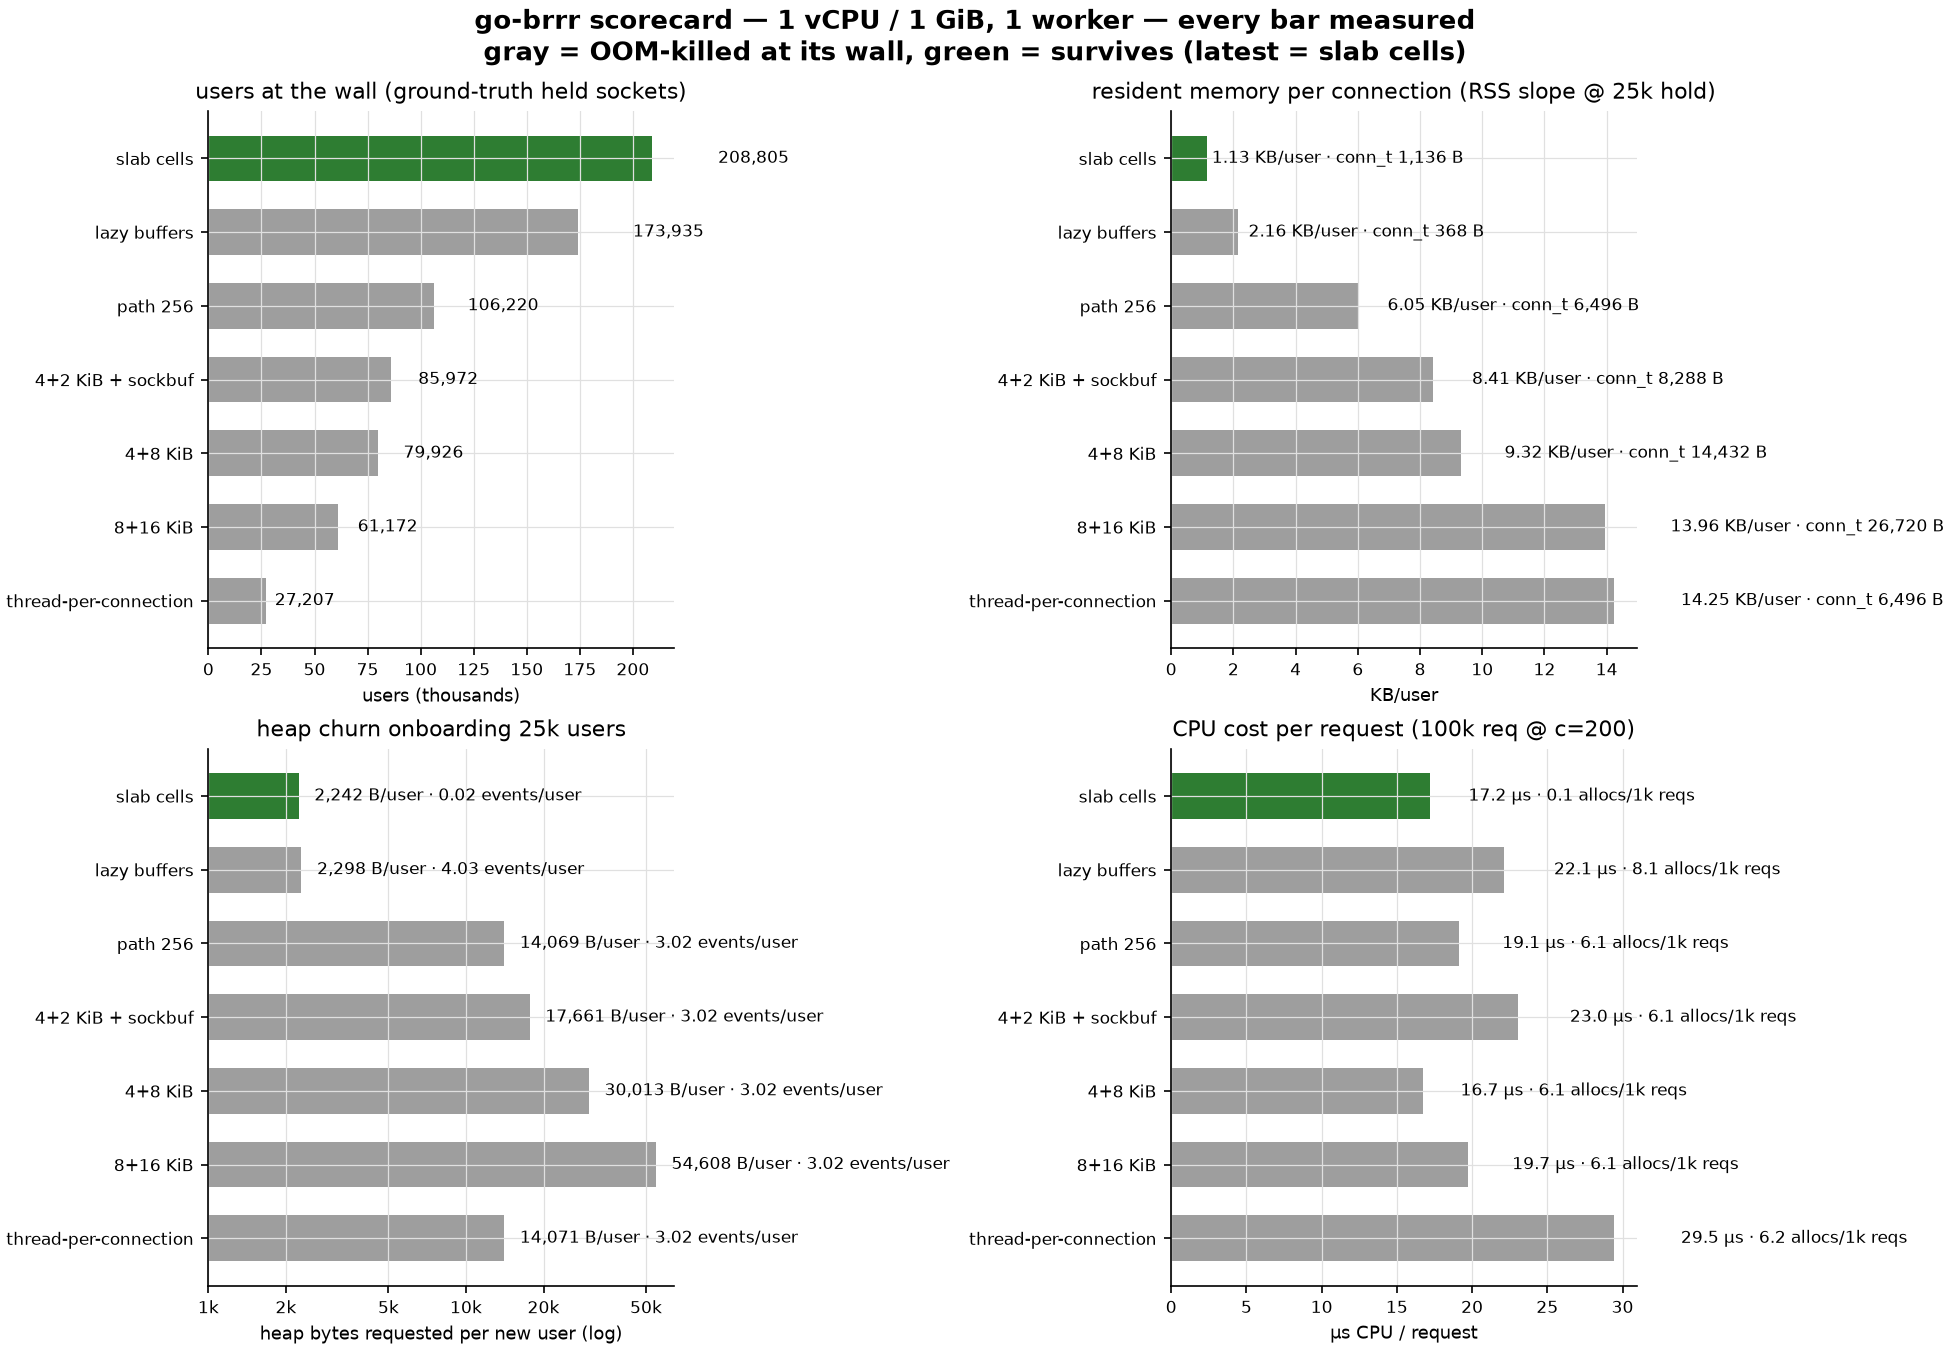 go-brrr scorecard — 1 vCPU / 1 GiB, 1 worker — every bar measured
gray = OOM-killed at its wall, green = survives (latest = slab cells)
users at the wall (ground-truth held sockets)
slab cells
208,805
lazy buffers
173,935
path 256
106,220
4+2 KiB + sockbuf
85,972
4+8 KiB
79,926
8+16 KiB
61,172
thread-per-connection
27,207
0 25 50 75 100 125 150 175 200
users (thousands)
resident memory per connection (RSS slope @ 25k hold)
slab cells
1.13 KB/user · conn_t 1,136 B
lazy buffers
2.16 KB/user · conn_t 368 B
path 256
6.05 KB/user · conn_t 6,496 B
4+2 KiB + sockbuf
8.41 KB/user · conn_t 8,288 B
4+8 KiB
9.32 KB/user · conn_t 14,432 B
8+16 KiB
13.96 KB/user · conn_t 26,720 B
thread-per-connection
14.25 KB/user · conn_t 6,496 B
0 2 4 6 8 10 12 14
KB/user
heap churn onboarding 25k users
slab cells
2,242 B/user · 0.02 events/user
lazy buffers
2,298 B/user · 4.03 events/user
path 256
14,069 B/user · 3.02 events/user
4+2 KiB + sockbuf
17,661 B/user · 3.02 events/user
4+8 KiB
30,013 B/user · 3.02 events/user
8+16 KiB
54,608 B/user · 3.02 events/user
thread-per-connection
14,071 B/user · 3.02 events/user
1k 2k 5k 10k 20k 50k
heap bytes requested per new user (log)
CPU cost per request (100k req @ c=200)
slab cells
17.2 µs · 0.1 allocs/1k reqs
lazy buffers
22.1 µs · 8.1 allocs/1k reqs
path 256
19.1 µs · 6.1 allocs/1k reqs
4+2 KiB + sockbuf
23.0 µs · 6.1 allocs/1k reqs
4+8 KiB
16.7 µs · 6.1 allocs/1k reqs
8+16 KiB
19.7 µs · 6.1 allocs/1k reqs
thread-per-connection
29.5 µs · 6.2 allocs/1k reqs
0 5 10 15 20 25 30
µs CPU / request